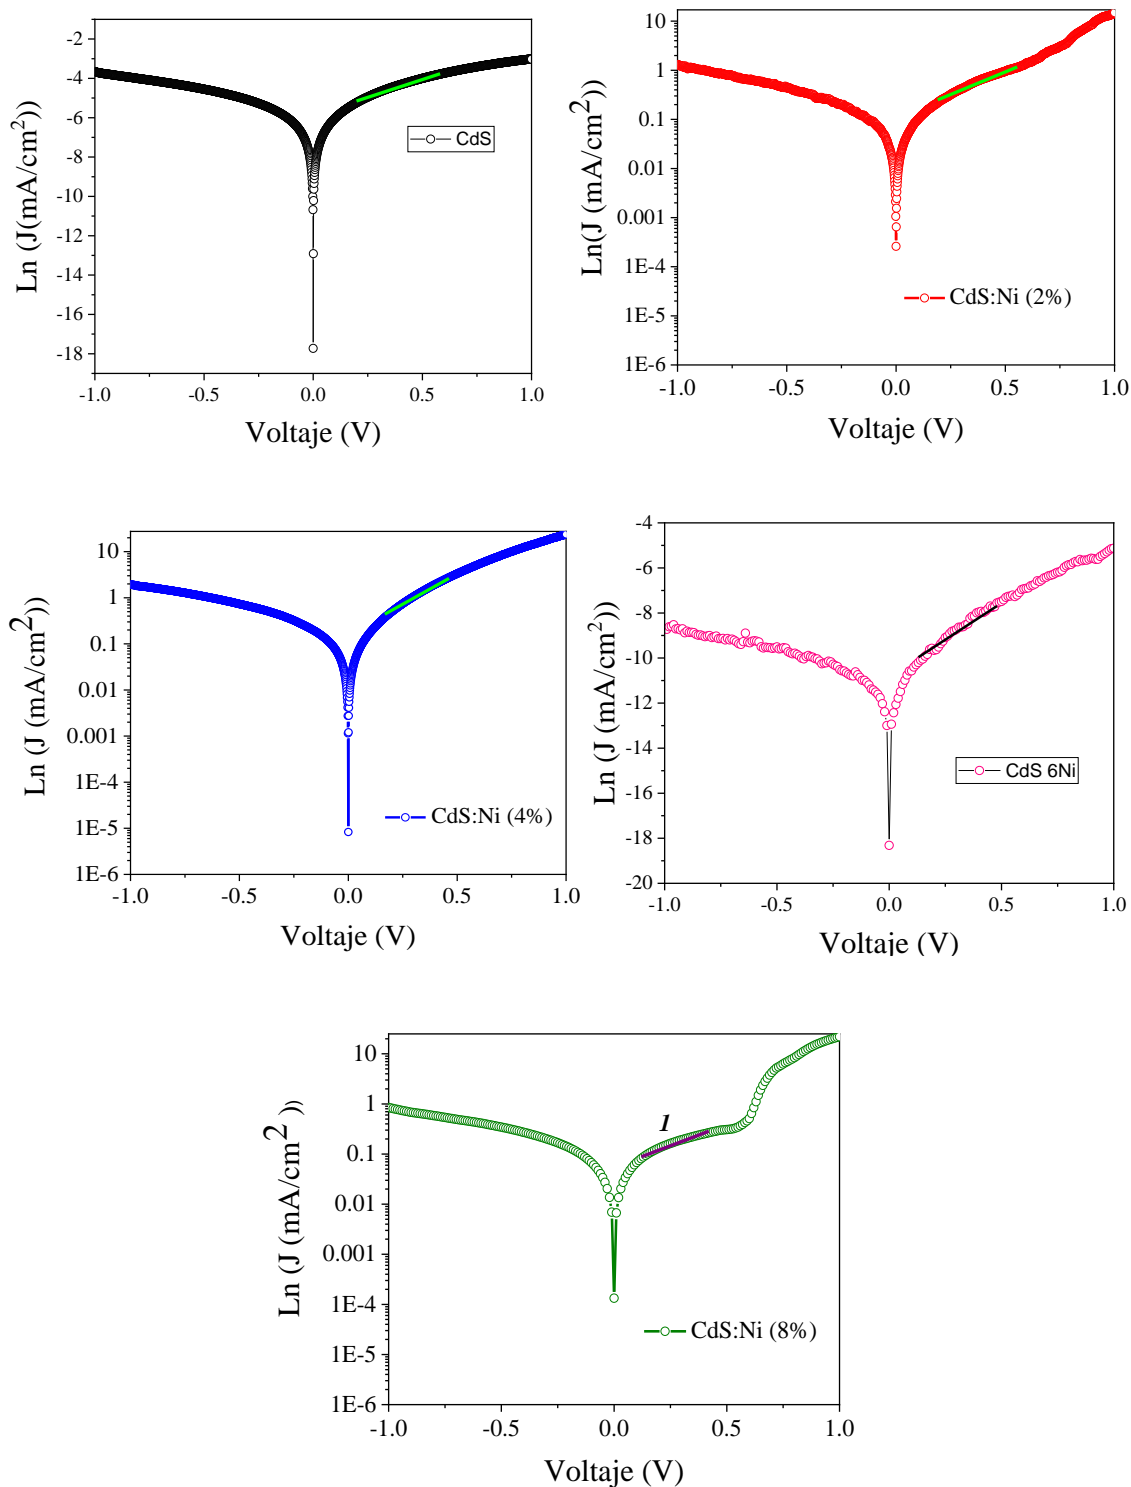 -2
-4
-6
-8
-10
-12
-14
-16
-18
-1.0 -0.5 0.0 0.5 1.0
Ln (J(mA/cm²))
Voltaje (V)
CdS
10
1
0.1
0.01
0.001
1E-4
1E-5
1E-6
-1.0 -0.5 0.0 0.5 1.0
Ln(J (mA/cm²))
Voltaje (V)
CdS:Ni (2%)
10
1
0.1
0.01
0.001
1E-4
1E-5
1E-6
-1.0 -0.5 0.0 0.5 1.0
Ln (J (mA/cm²))
Voltaje (V)
CdS:Ni (4%)
-4
-6
-8
-10
-12
-14
-16
-18
-20
-1.0 -0.5 0.0 0.5 1.0
Ln (J (mA/cm²))
Voltaje (V)
CdS 6Ni
10
1
0.1
0.01
0.001
1E-4
1E-5
1E-6
-1.0 -0.5 0.0 0.5 1.0
Ln (J (mA/cm²))
Voltaje (V)
1
CdS:Ni (8%)